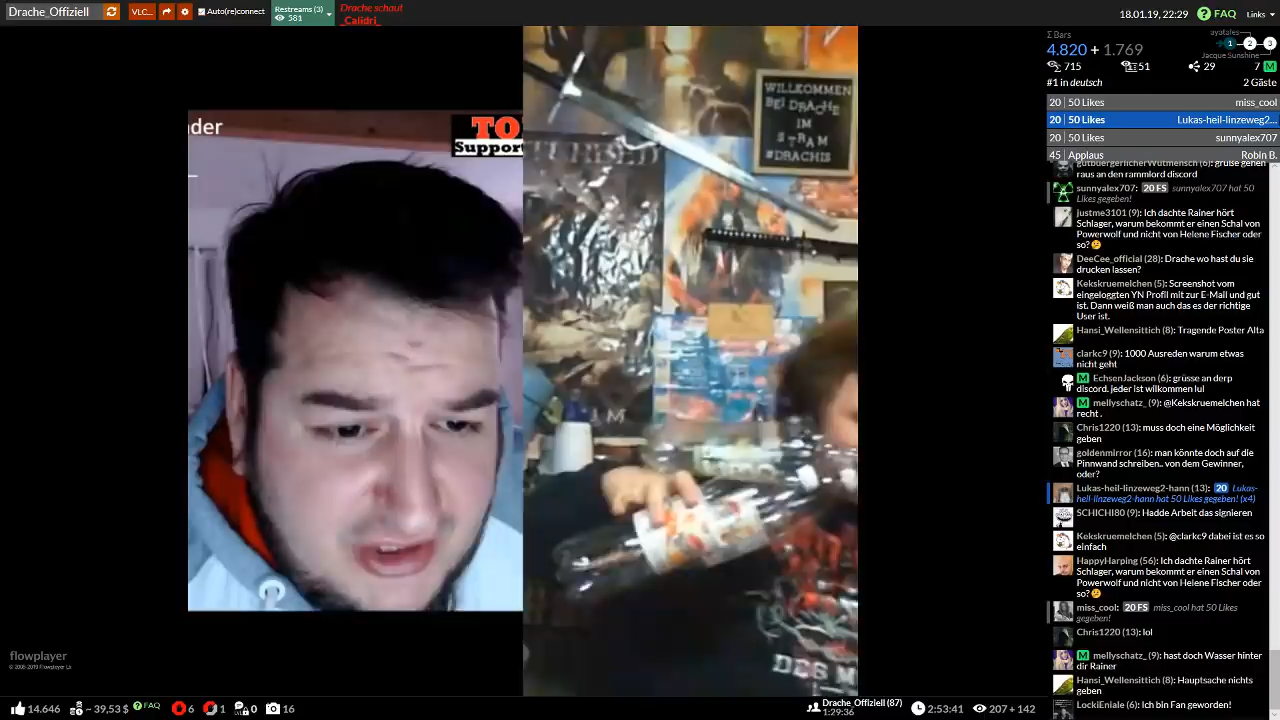 Drache_Offiziell
VLC...
Auto(re)connect
Restreams (3)
581
Drache schaut
_Calidri_
18.01.19, 22:29
FAQ
Links
der
TO
Support
WILLKOMMEN
BEI DRACHE
IM
STRAM
#DRACHIS
DES M
flowplayer
Σ Bars
4.820 + 1.769
ayatales
1 2 3
Jacque Sunshine
715
51
29
7 M
#1 in deutsch
2 Gäste
20 | 50 Likes miss_cool
20 | 50 Likes Lukas-heil-linzeweg2...
20 | 50 Likes sunnyalex707
45 | Applaus Robin B.
gutbuergerlicherWutmensch (6): grüße gehen
raus an den rammlord discord
sunnyalex707: 20 FS sunnyalex707 hat 50
Likes gegeben!
justme3101 (9): Ich dachte Rainer hört
Schlager, warum bekommt er einen Schal von
Powerwolf und nicht von Helene Fischer oder
so?
DeeCee_official (28): Drache wo hast du sie
drucken lassen?
Kekskruemelchen (5): Screenshot vom
eingeloggten YN Profil mit zur E-Mall und gut
ist. Dann weiß man auch das es der richtige
User ist.
Hansi_Wellensittich (8): Tragende Poster Alta
clarkc9 (9): 1000 Ausreden warum etwas
nicht geht
M EchsenJackson (6): grüsse an derp
discord. jeder ist wilkommen lul
M mellyschatz_ (9): @Kekskruemelchen hat
recht .
Chris1220 (13): muss doch eine Möglichkeit
geben
goldenmirror (16): man könnte doch auf die
Pinnwand schreiben.. von dem Gewinner,
oder?
Lukas-heil-linzeweg2-hann (13): 20 Lukas-
heil-linzeweg2-hann hat 50 Likes gegeben! (x4)
SCHICHI80 (9): Hadde Arbeit das signieren
Kekskruemelchen (5): @clarkc9 dabei ist es so
einfach
HappyHarping (56): Ich dachte Rainer hört
Schlager, warum bekommt er einen Schal von
Powerwolf und nicht von Helene Fischer oder
so?
miss_cool: 20 FS miss_cool hat 50 Likes
gegeben!
Chris1220 (13): lol
M mellyschatz_ (9): hast doch Wasser hinter
dir Rainer
Hansi_Wellensittich (8): Hauptsache nichts
geben
LockiEniale (6): Ich bin Fan geworden
14.646
~ 39,53 $
FAQ
6
1
0
16
Drache_Offiziell (87)
1:29:36
2:53:41
207 + 142